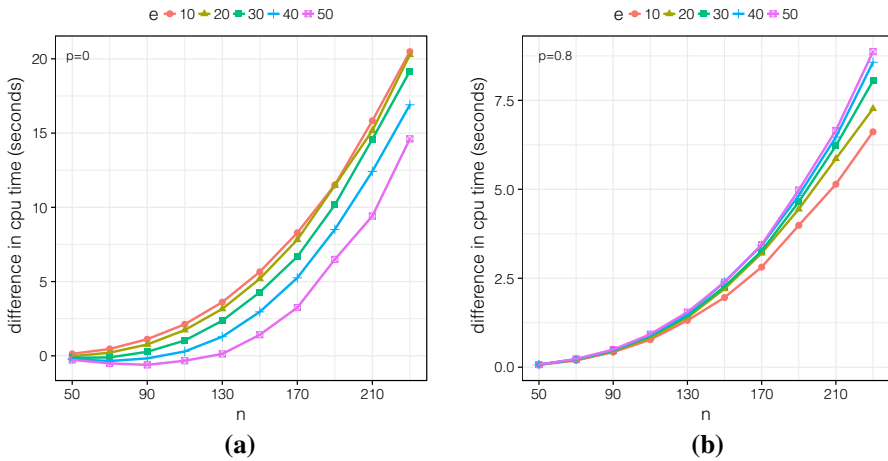 e 10 20 30 40 50
p=0
20
15
10
5
0
difference in cpu time (seconds)
50 90 130 170 210
n
(a)
e 10 20 30 40 50
p=0.8
7.5
5.0
2.5
0.0
difference in cpu time (seconds)
50 90 130 170 210
n
(b)